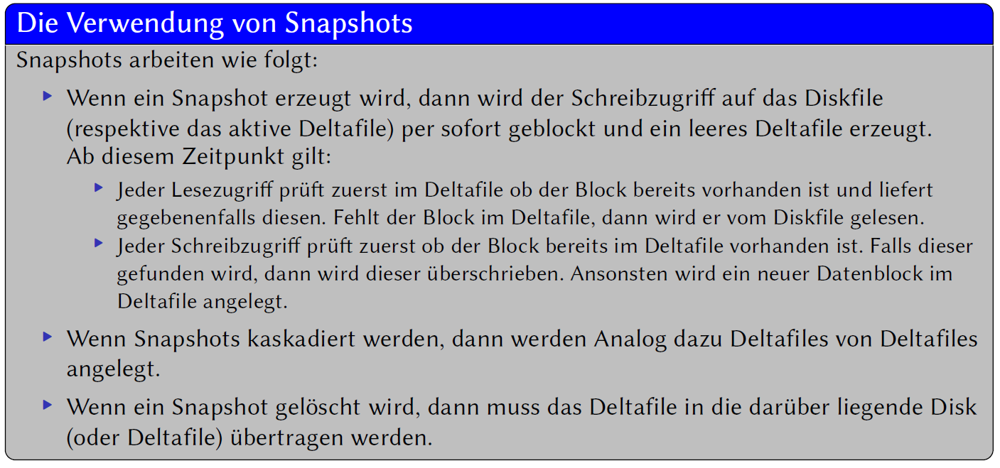 Die Verwendung von Snapshots
Snapshots arbeiten wie folgt:
Wenn ein Snapshot erzeugt wird, dann wird der Schreibzugriff auf das Diskfile
(respektive das aktive Deltafile) per sofort geblockt und ein leeres Deltafile erzeugt.
Ab diesem Zeitpunkt gilt:
Jeder Lesezugriff prüft zuerst im Deltafile ob der Block bereits vorhanden ist und liefert
gegebenenfalls diesen. Fehlt der Block im Deltafile, dann wird er vom Diskfile gelesen.
Jeder Schreibzugriff prüft zuerst ob der Block bereits im Deltafile vorhanden ist. Falls dieser
gefunden wird, dann wird dieser überschrieben. Ansonsten wird ein neuer Datenblock im
Deltafile angelegt.
Wenn Snapshots kaskadiert werden, dann werden Analog dazu Deltafiles von Deltafiles
angelegt.
Wenn ein Snapshot gelöscht wird, dann muss das Deltafile in die darüber liegende Disk
(oder Deltafile) übertragen werden.